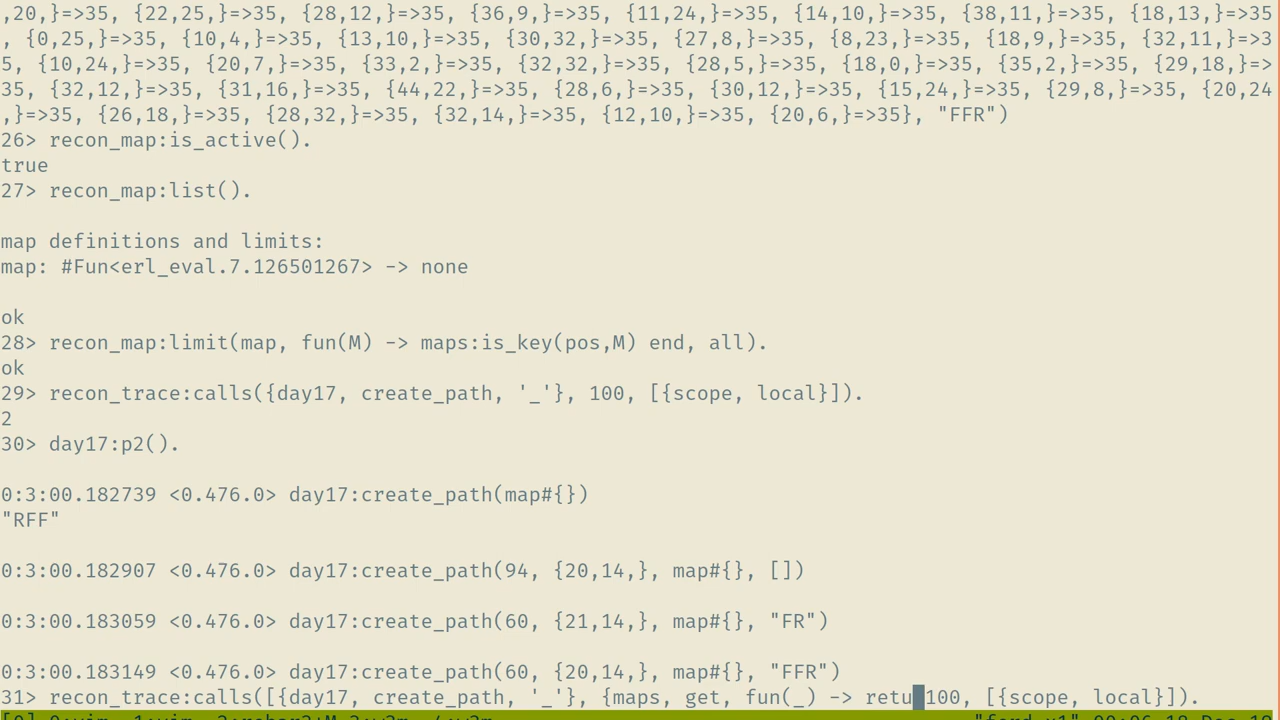 ,20,}=>35, {22,25,}=>35, {28,12,}=>35, {36,9,}=>35, {11,24,}=>35, {14,10,}=>35, {38,11,}=>35, {18,13,}=>35
, {0,25,}=>35, {10,4,}=>35, {13,10,}=>35, {30,32,}=>35, {27,8,}=>35, {8,23,}=>35, {18,9,}=>35, {32,11,}=>3
5, {10,24,}=>35, {20,7,}=>35, {33,2,}=>35, {32,32,}=>35, {28,5,}=>35, {18,0,}=>35, {35,2,}=>35, {29,18,}=>
35, {32,12,}=>35, {31,16,}=>35, {44,22,}=>35, {28,6,}=>35, {30,12,}=>35, {15,24,}=>35, {29,8,}=>35, {20,24
,}=>35, {26,18,}=>35, {28,32,}=>35, {32,14,}=>35, {12,10,}=>35, {20,6,}=>35}, "FFR")
26> recon_map:is_active().
true
27> recon_map:list().
map definitions and limits:
map: #Fun<erl_eval.7.126501267> -> none
ok
28> recon_map:limit(map, fun(M) -> maps:is_key(pos,M) end, all).
ok
29> recon_trace:calls({day17, create_path, '_'}, 100, [{scope, local}]).
2
30> day17:p2().
0:3:00.182739 <0.476.0> day17:create_path(map#{})
"RFF"
0:3:00.182907 <0.476.0> day17:create_path(94, {20,14,}, map#{}, [])
0:3:00.183059 <0.476.0> day17:create_path(60, {21,14,}, map#{}, "FR")
0:3:00.183149 <0.476.0> day17:create_path(60, {20,14,}, map#{}, "FFR")
31> recon_trace:calls([{day17, create_path, '_'}, {maps, get, fun(_) -> retu 100, [{scope, local}]).